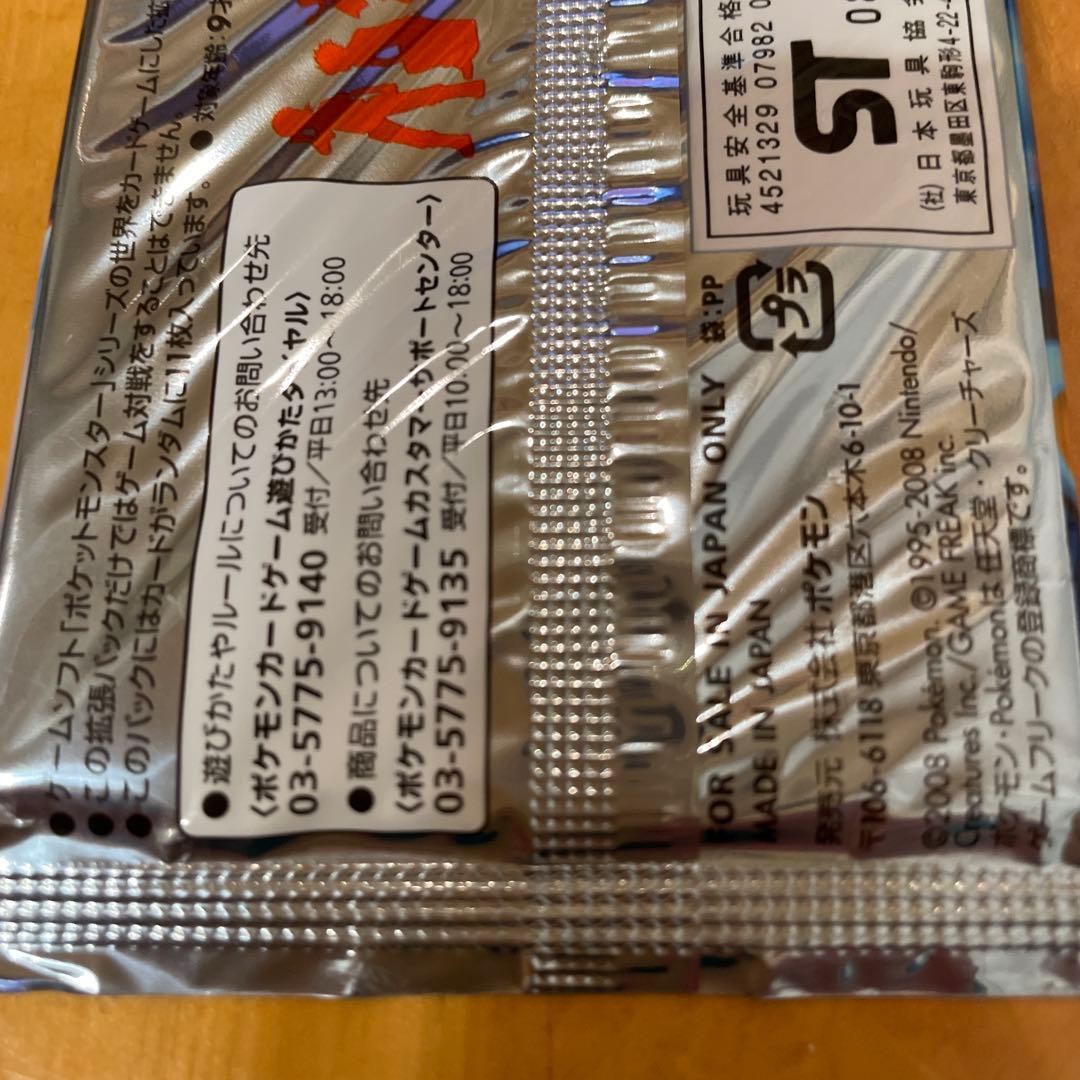 ●ゲームソフト「ポケットモンスター」シリーズの世界をカードゲームにした拡
●この拡張パックだけではゲーム対戦をすることはできません。
●このパックにはカードがランダムに11枚入っています。 ●対象年齢:9才
●遊びかたやルールについてのお問い合わせ先
〈ポケモンカードゲーム遊びかたダイヤル〉
03-5775-9140 受付/平日13:00~18:00
●商品についてのお問い合わせ先
〈ポケモンカードゲームカスタマーサポートセンター〉
03-5775-9135 受付/平日10:00~18:00
玩具安全基準合格
4521329 07982 0
ST
(社)日本玩具協会
東京都墨田区東駒形4-22-4
袋:PP
プラ
FOR SALE IN JAPAN ONLY
MADE IN JAPAN
発売元 株式会社ポケモン
〒106-6118 東京都港区六本木6-10-1
©2008 Pokémon. ©1995-2008 Nintendo/
Creatures Inc./GAME FREAK inc.
ポケモン・Pokémonは任天堂・クリーチャーズ
ゲームフリークの登録商標です。